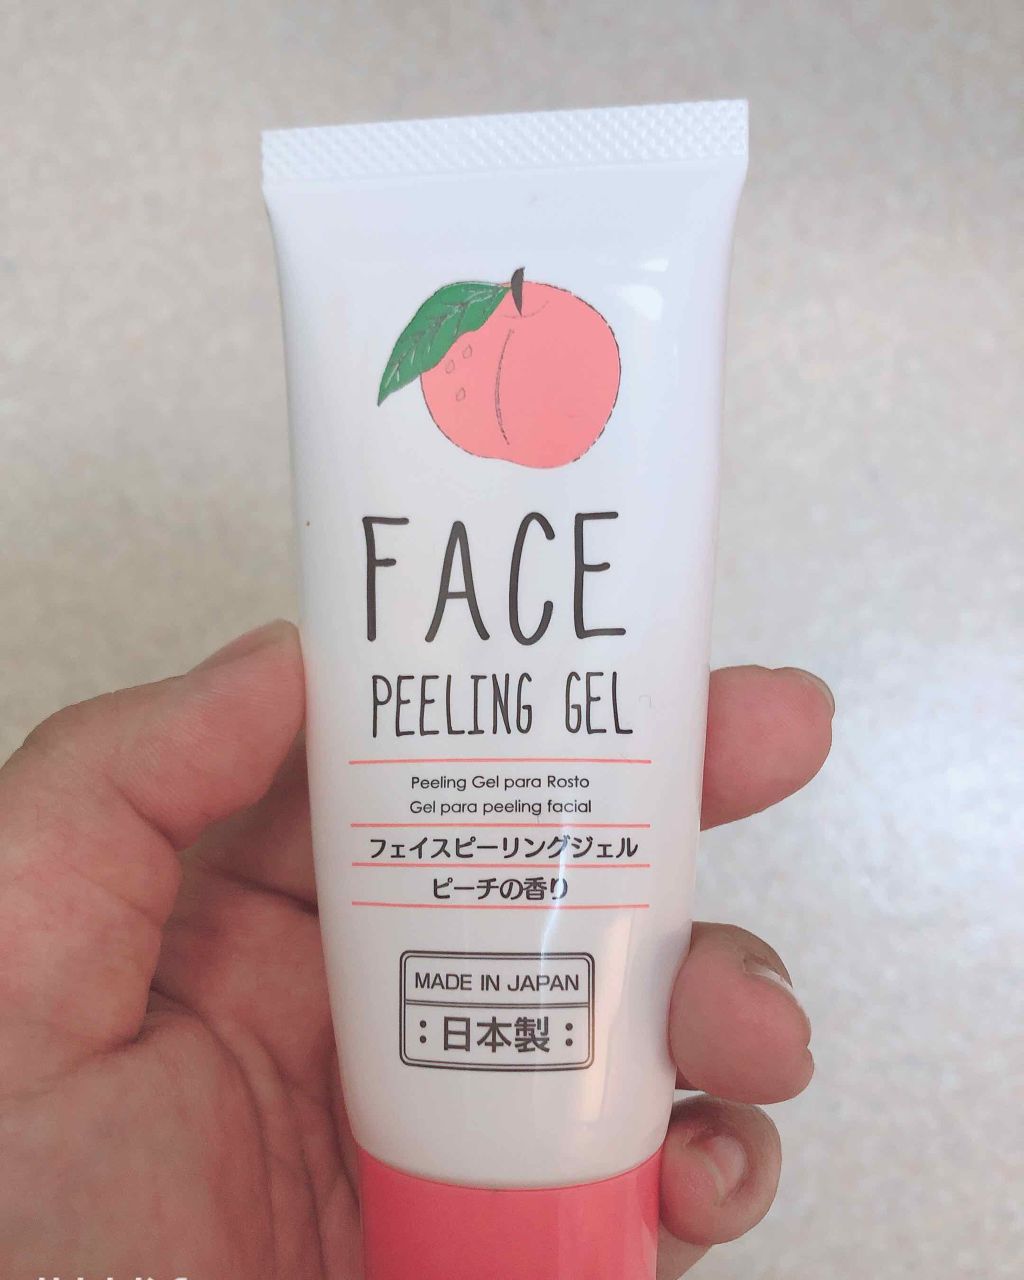 FACE
PEELING GEL
Peeling Gel para Rosto
Gel para peeling facial
フェイスピーリングジェル
ピーチの香り
MADE IN JAPAN
:日本製: